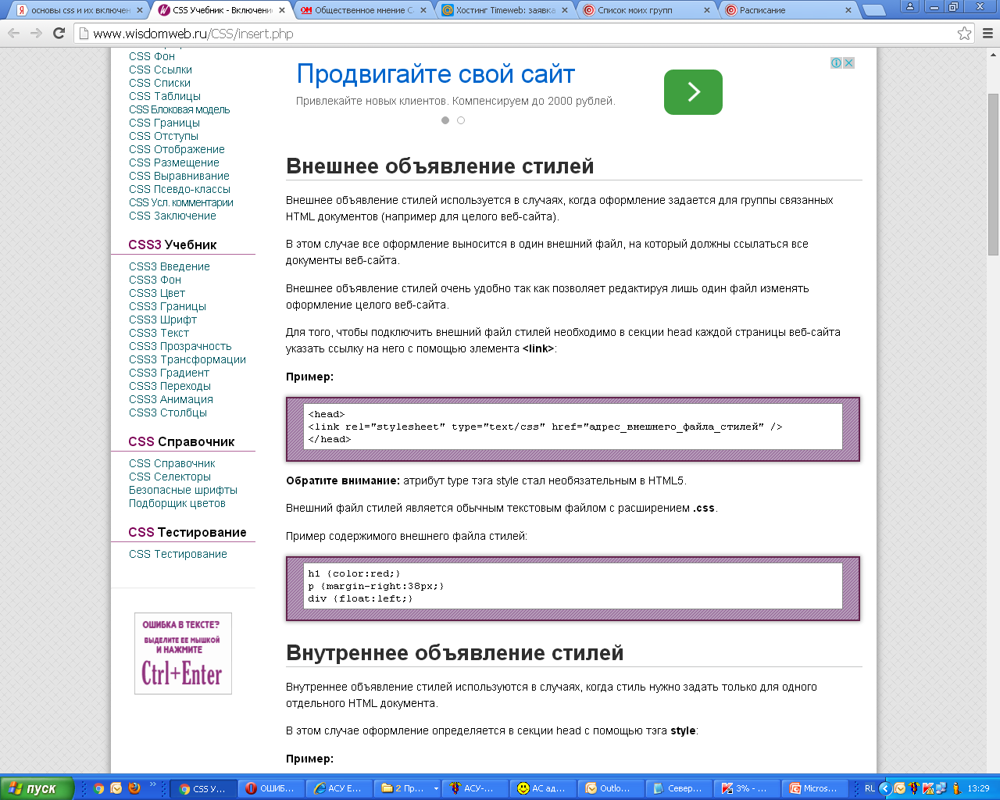 основы css и их включен
CSS Учебник - Включени
Общественное мнение С
Хостинг Timeweb: заявка
Список моих групп
Расписание
www.wisdomweb.ru/CSS/insert.php
CSS Фон
CSS Ссылки
CSS Списки
CSS Таблицы
CSS Блоковая модель
CSS Границы
CSS Отступы
CSS Отображение
CSS Размещение
CSS Выравнивание
CSS Псевдо-классы
CSS Усл. комментарии
CSS Заключение
CSS3 Учебник
CSS3 Введение
CSS3 Фон
CSS3 Цвет
CSS3 Границы
CSS3 Шрифт
CSS3 Текст
CSS3 Прозрачность
CSS3 Трансформации
CSS3 Градиент
CSS3 Переходы
CSS3 Анимация
CSS3 Столбцы
CSS Справочник
CSS Справочник
CSS Селекторы
Безопасные шрифты
Подборщик цветов
CSS Тестирование
CSS Тестирование
ОШИБКА В ТЕКСТЕ?
ВЫДЕЛИТЕ ЕЕ МЫШКОЙ
И НАЖМИТЕ
Ctrl+Enter
Продвигайте свой сайт
Привлекайте новых клиентов. Компенсируем до 2000 рублей.
Внешнее объявление стилей
Внешнее объявление стилей используется в случаях, когда оформление задается для группы связанных
HTML документов (например для целого веб-сайта).
В этом случае все оформление выносится в один внешний файл, на который должны ссылаться все
документы веб-сайта.
Внешнее объявление стилей очень удобно так как позволяет редактируя лишь один файл изменять
оформление целого веб-сайта.
Для того, чтобы подключить внешний файл стилей необходимо в секции head каждой страницы веб-сайта
указать ссылку на него с помощью элемента <link>:
Пример:
<head>
<link rel="stylesheet" type="text/css" href="адрес_внешнего_файла_стилей" />
</head>
Обратите внимание: атрибут type тэга style стал необязательным в HTML5.
Внешний файл стилей является обычным текстовым файлом с расширением .css.
Пример содержимого внешнего файла стилей:
h1 {color:red;}
p {margin-right:38px;}
div {float:left;}
Внутреннее объявление стилей
Внутреннее объявление стилей используются в случаях, когда стиль нужно задать только для одного
отдельного HTML документа.
В этом случае оформление определяется в секции head с помощью тэга style:
Пример:
пуск
CSS У...
ОШИБ...
АСУ Е...
2 Пр...
АСУ-...
АС ад...
Outlo...
Север...
3% - ...
Micros...
RL
13:29